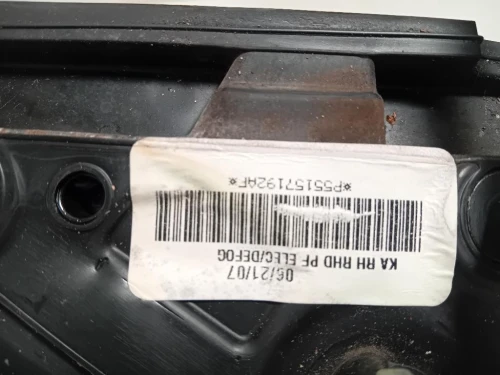 06/21/07
KA RH RHD PF ELEC/DEFOG
*P55157192AF*